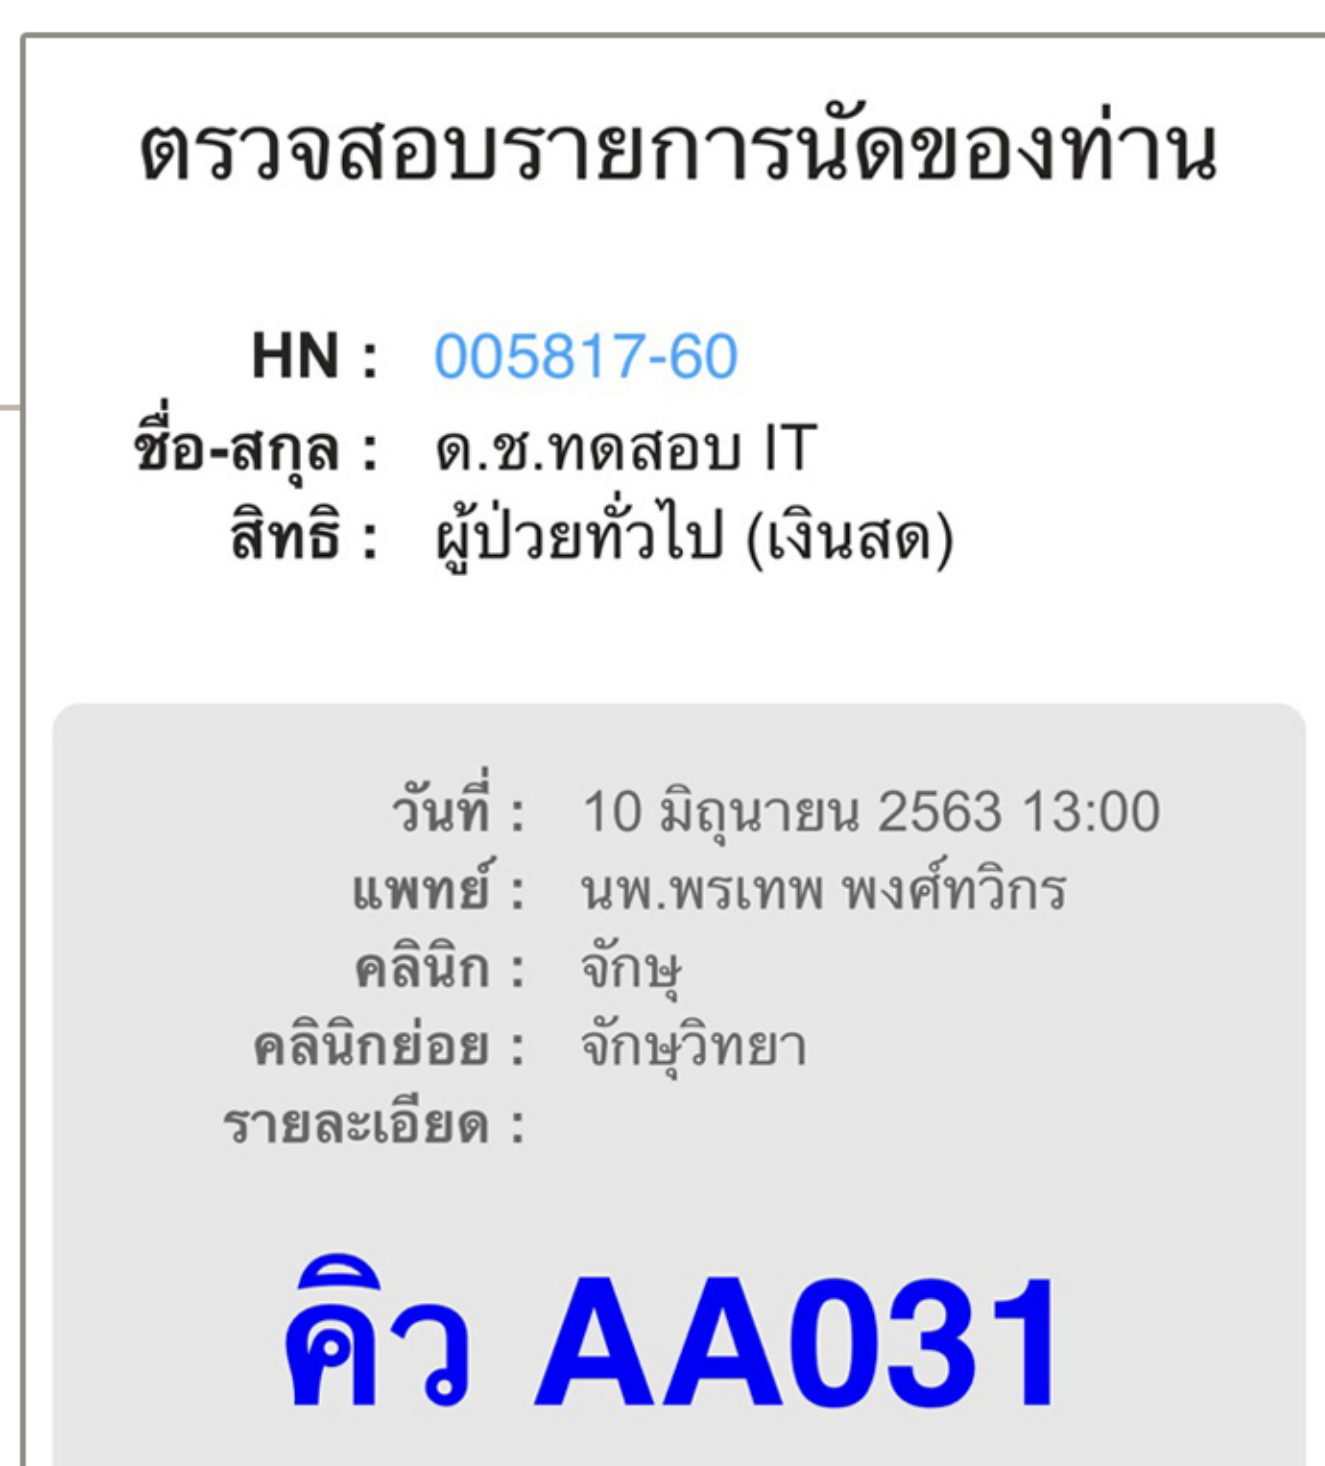 ตรวจสอบรายการนัดของท่าน
HN : 005817-60
ชื่อ-สกุล : ด.ช.ทดสอบ IT
สิทธิ : ผู้ป่วยทั่วไป (เงินสด)
วันที่ : 10 มิถุนายน 2563 13:00
แพทย์ : นพ.พรเทพ พงศ์ทวิกร
คลินิก : จักษุ
คลินิกย่อย : จักษุวิทยา
รายละเอียด :
คิว AA031